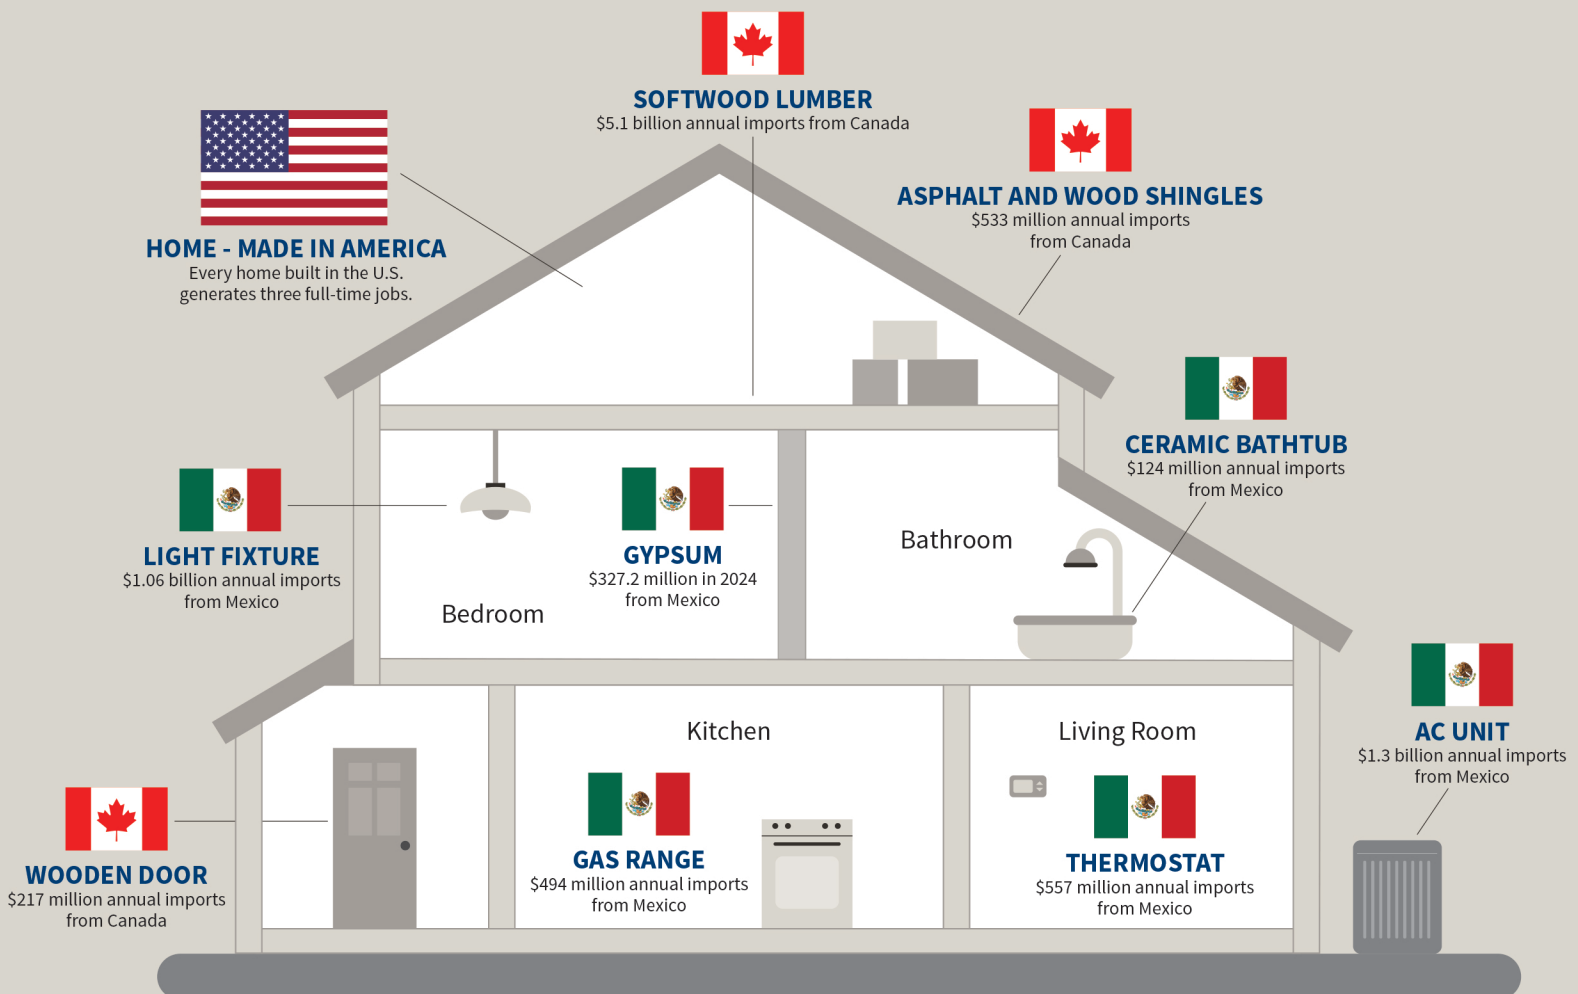 SOFTWOOD LUMBER
$5.1 billion annual imports from Canada
ASPHALT AND WOOD SHINGLES
$533 million annual imports
from Canada
HOME - MADE IN AMERICA
Every home built in the U.S.
generates three full-time jobs.
CERAMIC BATHTUB
$124 million annual imports
from Mexico
LIGHT FIXTURE
$1.06 billion annual imports
from Mexico
GYPSUM
$327.2 million in 2024
from Mexico
Bedroom
Bathroom
AC UNIT
$1.3 billion annual imports
from Mexico
Kitchen
Living Room
WOODEN DOOR
$217 million annual imports
from Canada
GAS RANGE
$494 million annual imports
from Mexico
THERMOSTAT
$557 million annual imports
from Mexico